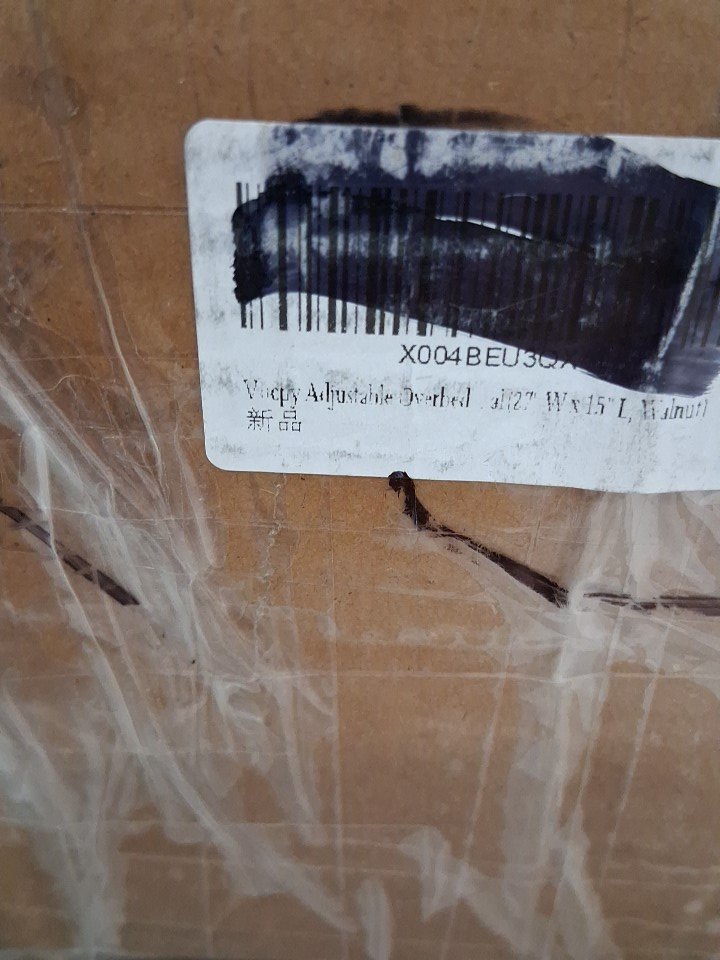 X004BEU3Q
Adjustable Overbed (27" W x 15" L, Walnut)
新品